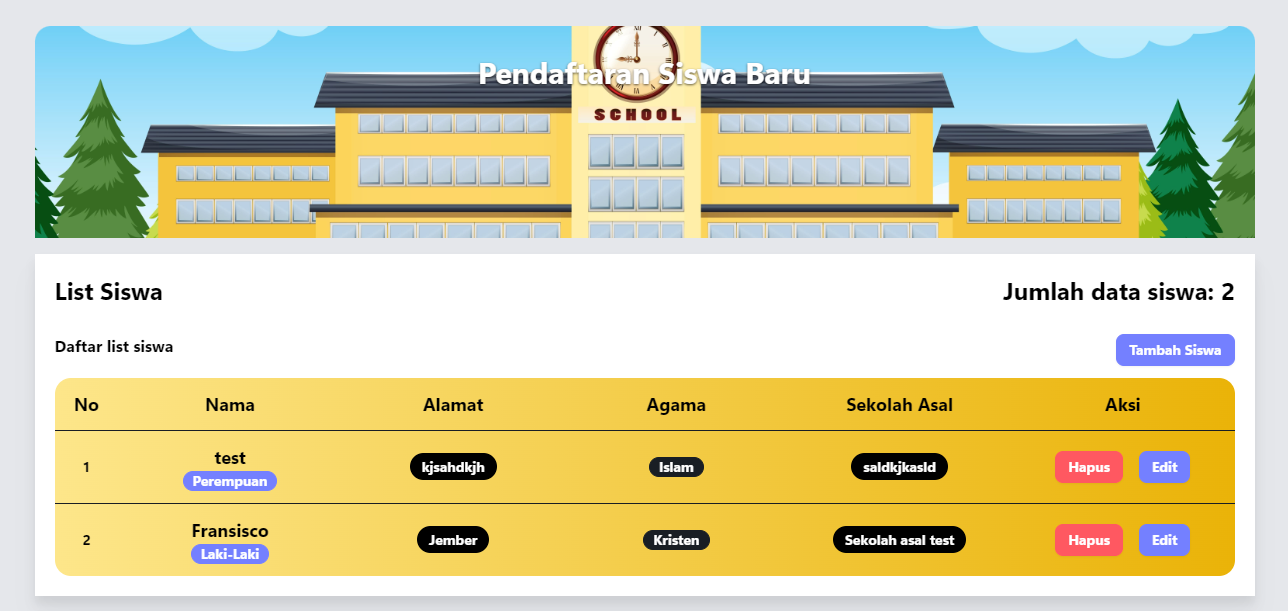 Pendaftaran Siswa Baru
SCHOOL
List Siswa Jumlah data siswa: 2
Daftar list siswa Tambah Siswa
No Nama Alamat Agama Sekolah Asal Aksi
1 test kjsahdkjh Islam saldkjkasld Hapus Edit
Perempuan
2 Fransisco Jember Kristen Sekolah asal test Hapus Edit
Laki-Laki